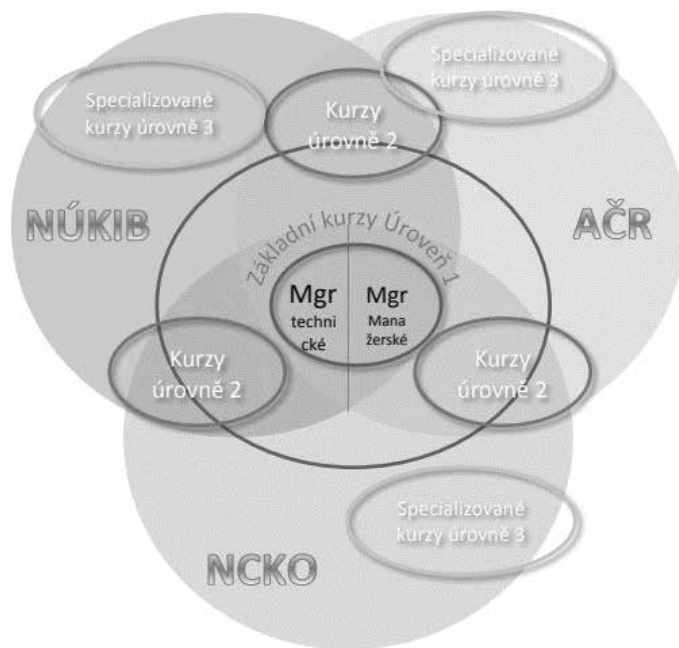 Specializované
kurzy úrovně 3
Specializované
kurzy úrovně 3
Kurzy
úrovně 2
NÚKIB
AČR
Základní kurzy Úroveň 1
Mgr
techni
cké
Mgr
Mana
žerské
Kurzy
úrovně 2
Kurzy
úrovně 2
Specializované
kurzy úrovně 3
NCKO